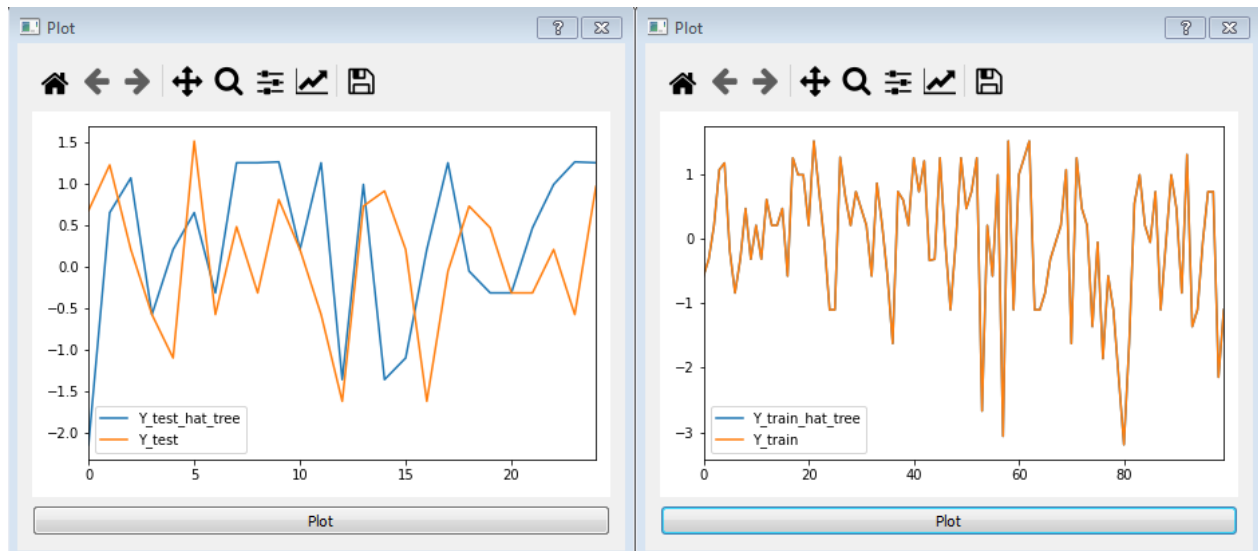 Plot
1.5
1.0
0.5
0.0
−0.5
−1.0
−1.5
−2.0
Y_test_hat_tree
Y_test
0 5 10 15 20
Plot
Plot
1
0
−1
−2
−3
Y_train_hat_tree
Y_train
0 20 40 60 80
Plot